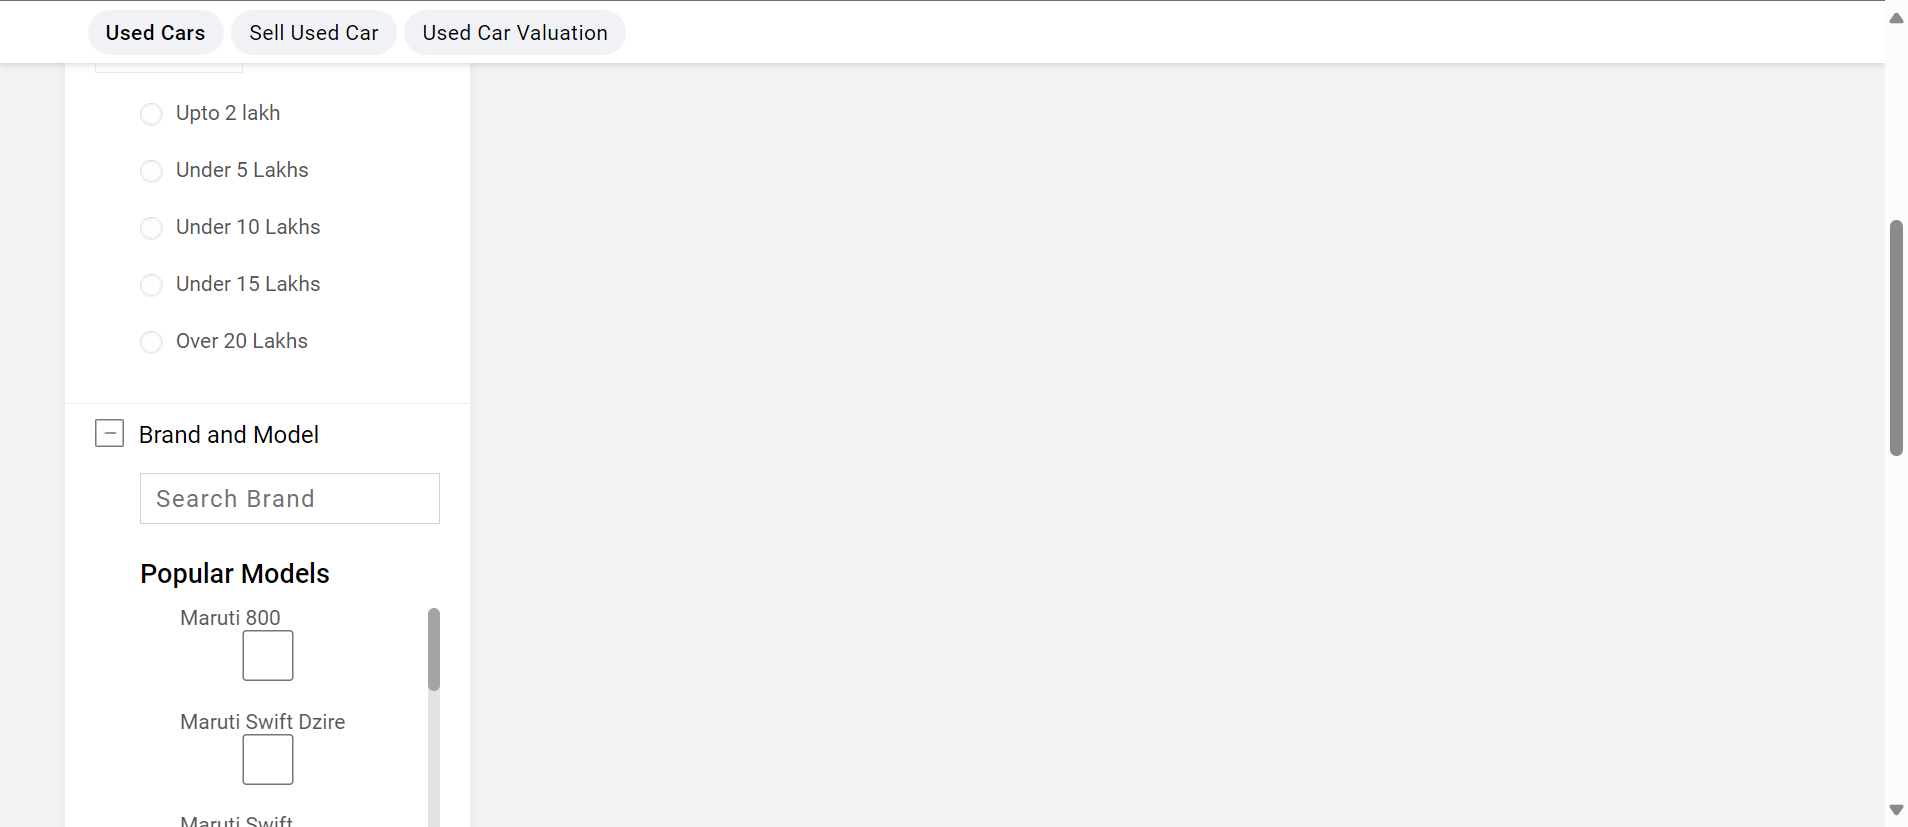 Used Cars
Sell Used Car
Used Car Valuation
Upto 2 lakh
Under 5 Lakhs
Under 10 Lakhs
Under 15 Lakhs
Over 20 Lakhs
Brand and Model
Search Brand
Popular Models
Maruti 800
Maruti Swift Dzire
Maruti Swift